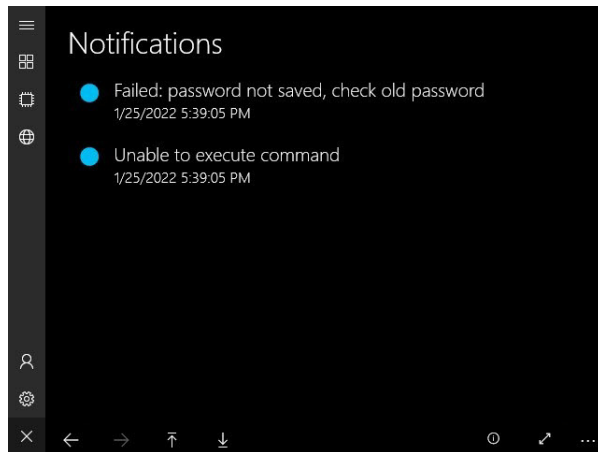 Notifications
Failed: password not saved, check old password
1/25/2022 5:39:05 PM
Unable to execute command
1/25/2022 5:39:05 PM